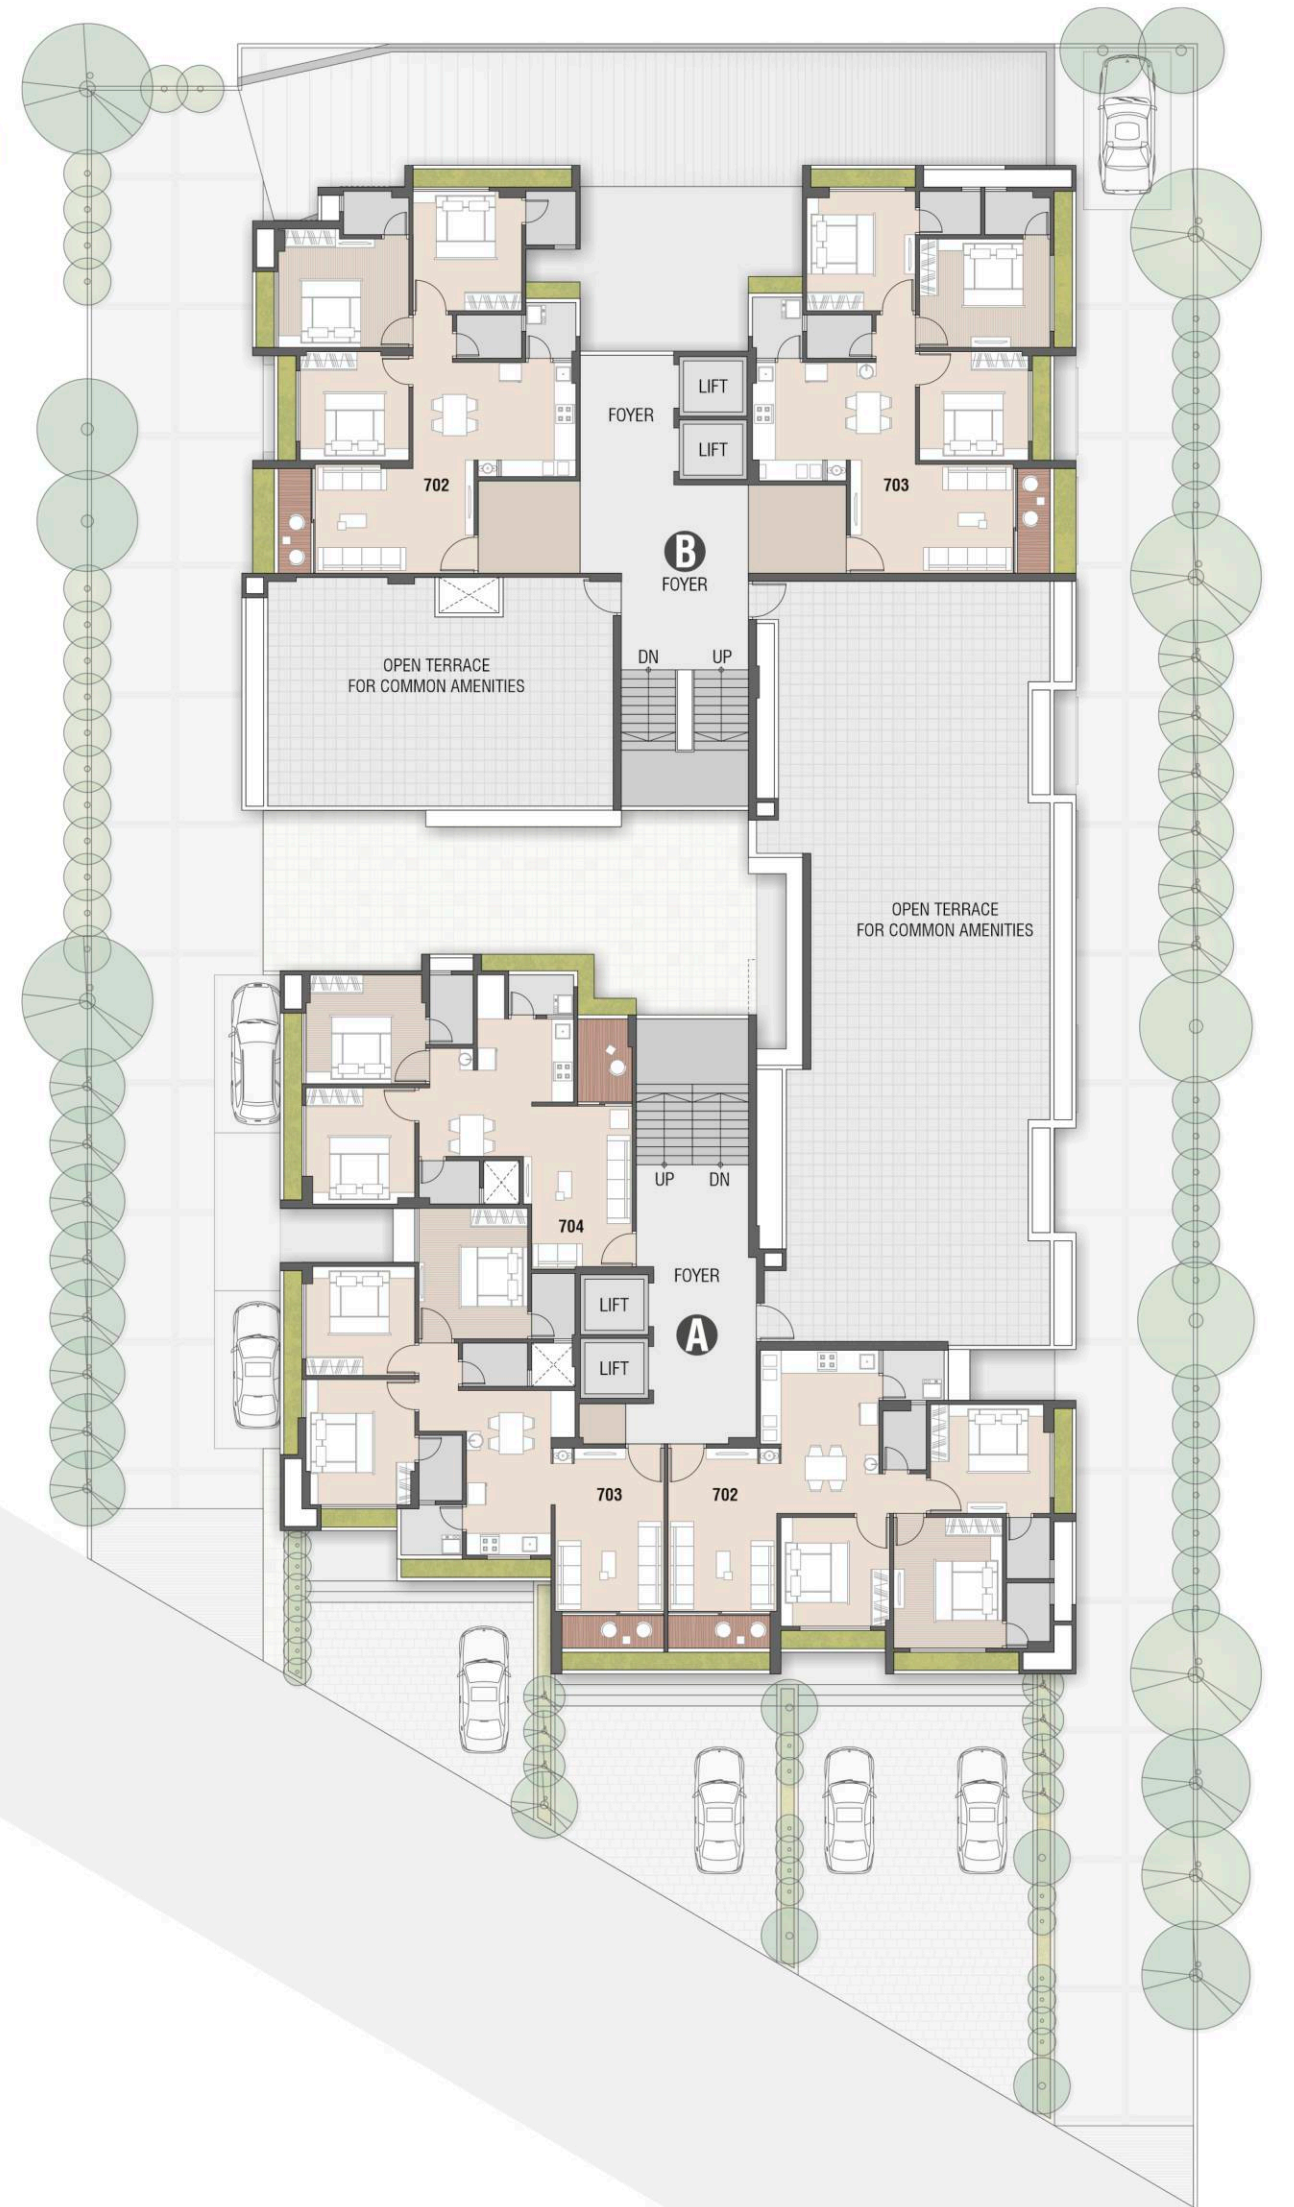 LIFT
FOYER
LIFT
702
703
B
FOYER
DN
UP
OPEN TERRACE
FOR COMMON AMENITIES
OPEN TERRACE
FOR COMMON AMENITIES
UP
DN
704
FOYER
LIFT
A
LIFT
703
702